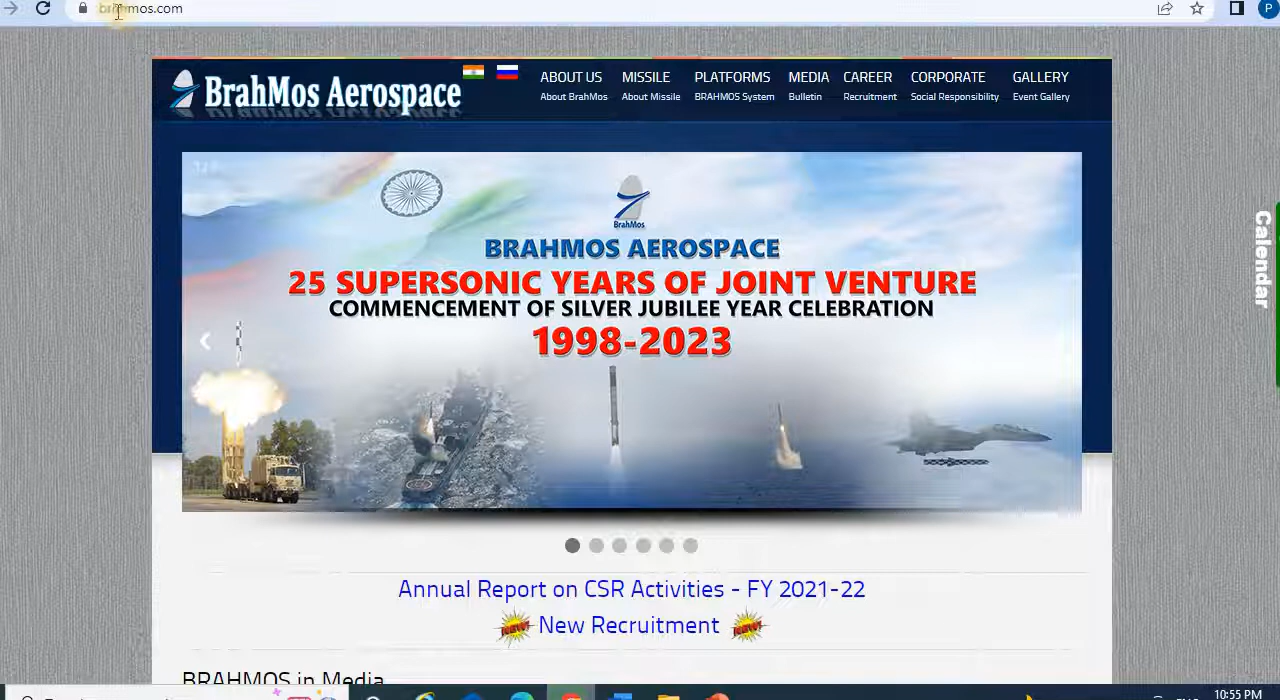 brahmos.com
P
BrahMos Aerospace
ABOUT US MISSILE PLATFORMS MEDIA CAREER CORPORATE GALLERY
About BrahMos About Missile BRAHMOS System Bulletin Recruitment Social Responsibility Event Gallery
BrahMos
BRAHMOS AEROSPACE
25 SUPERSONIC YEARS OF JOINT VENTURE
COMMENCEMENT OF SILVER JUBILEE YEAR CELEBRATION
1998-2023
Calendar
Annual Report on CSR Activities - FY 2021-22
NEW! New Recruitment NEW!
BRAHMOS in Media
10:55 PM